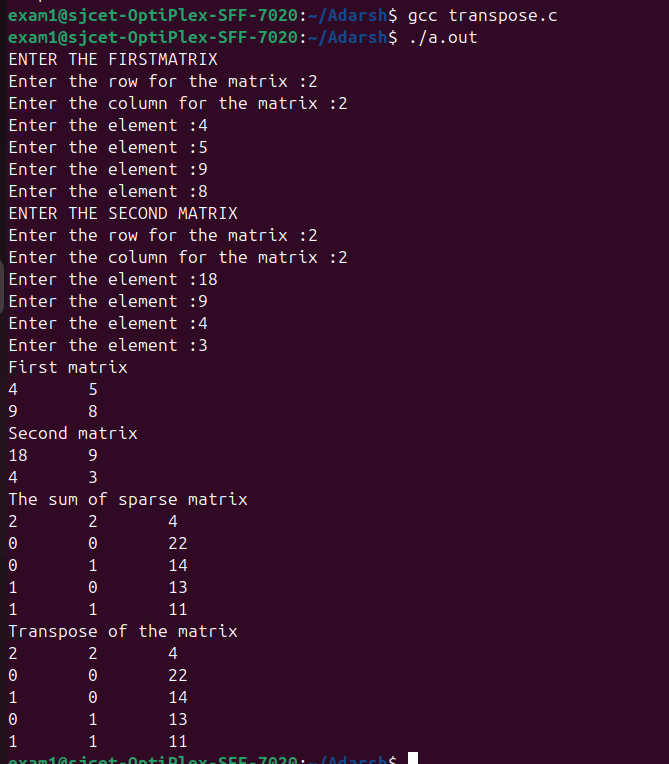 exam1@sjcet-OptiPlex-SFF-7020:~/Adarsh$ gcc transpose.c
exam1@sjcet-OptiPlex-SFF-7020:~/Adarsh$ ./a.out
ENTER THE FIRSTMATRIX
Enter the row for the matrix :2
Enter the column for the matrix :2
Enter the element :4
Enter the element :5
Enter the element :9
Enter the element :8
ENTER THE SECOND MATRIX
Enter the row for the matrix :2
Enter the column for the matrix :2
Enter the element :18
Enter the element :9
Enter the element :4
Enter the element :3
First matrix
4 5
9 8
Second matrix
18 9
4 3
The sum of sparse matrix
2 2 4
0 0 22
0 1 14
1 0 13
1 1 11
Transpose of the matrix
2 2 4
0 0 22
1 0 14
0 1 13
1 1 11
exam1@sjcet-OptiPlex-SFF-7020:~/Adarsh$